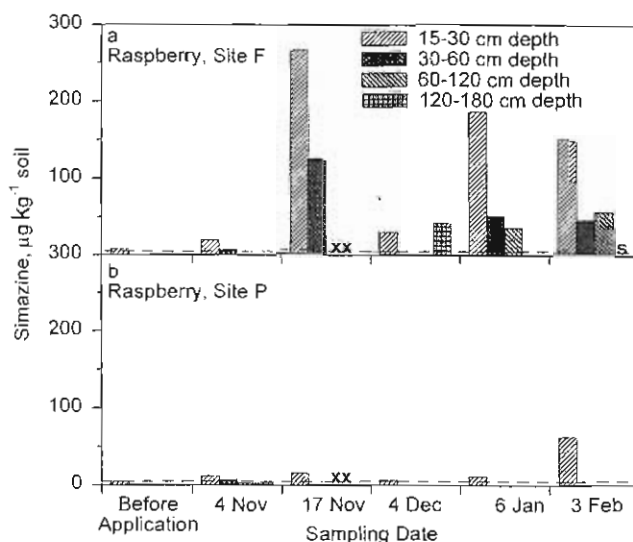 300
a
Raspberry, Site F
15-30 cm depth
30-60 cm depth
60-120 cm depth
120-180 cm depth
250
100
xx
s
300
b
Raspberry, Site P
250
100
xx
0
Simazine, µg kg⁻¹ soil
Before Application
4 Nov
17 Nov
4 Dec
6 Jan
3 Feb
Sampling Date